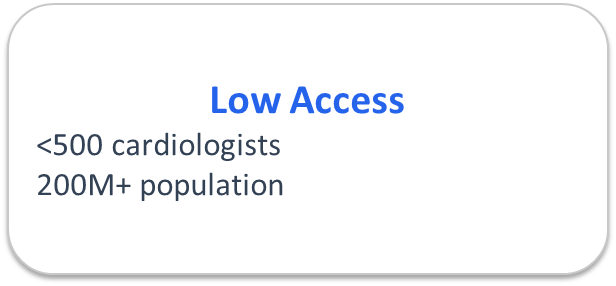 Low Access
<500 cardiologists
200M+ population